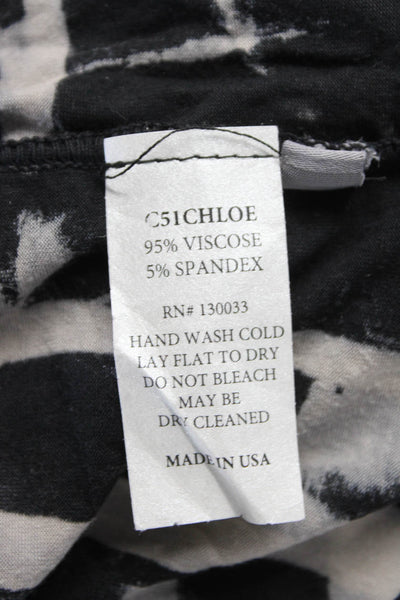 C51CHLOE
95% VISCOSE
5% SPANDEX
RN# 130033
HAND WASH COLD
LAY FLAT TO DRY
DO NOT BLEACH
MAY BE
DRY CLEANED
MADE IN USA